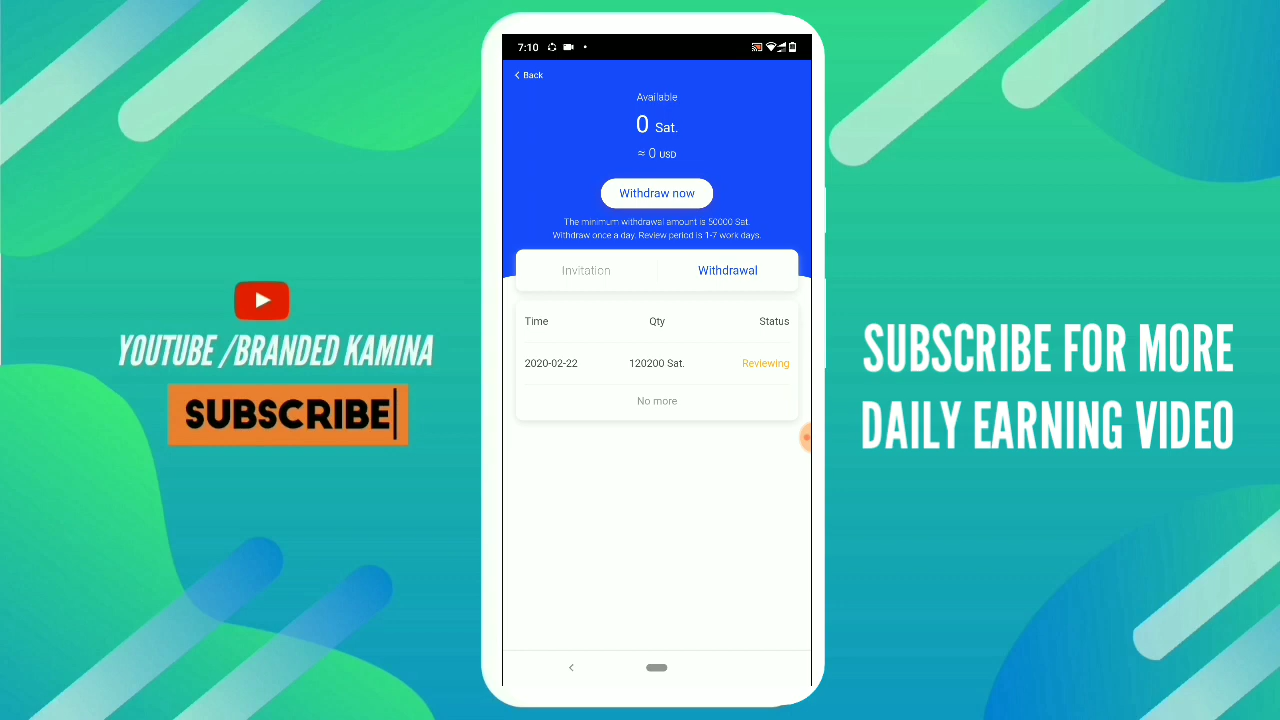 7:10
Back
Available
0 Sat.
≈ 0 USD
Withdraw now
The minimum withdrawal amount is 50000 Sat.
Withdraw once a day. Review period is 1-7 work days.
Invitation Withdrawal
Time Qty Status
2020-02-22 120200 Sat. Reviewing
No more
YOUTUBE /BRANDED KAMINA
SUBSCRIBE
SUBSCRIBE FOR MORE
DAILY EARNING VIDEO